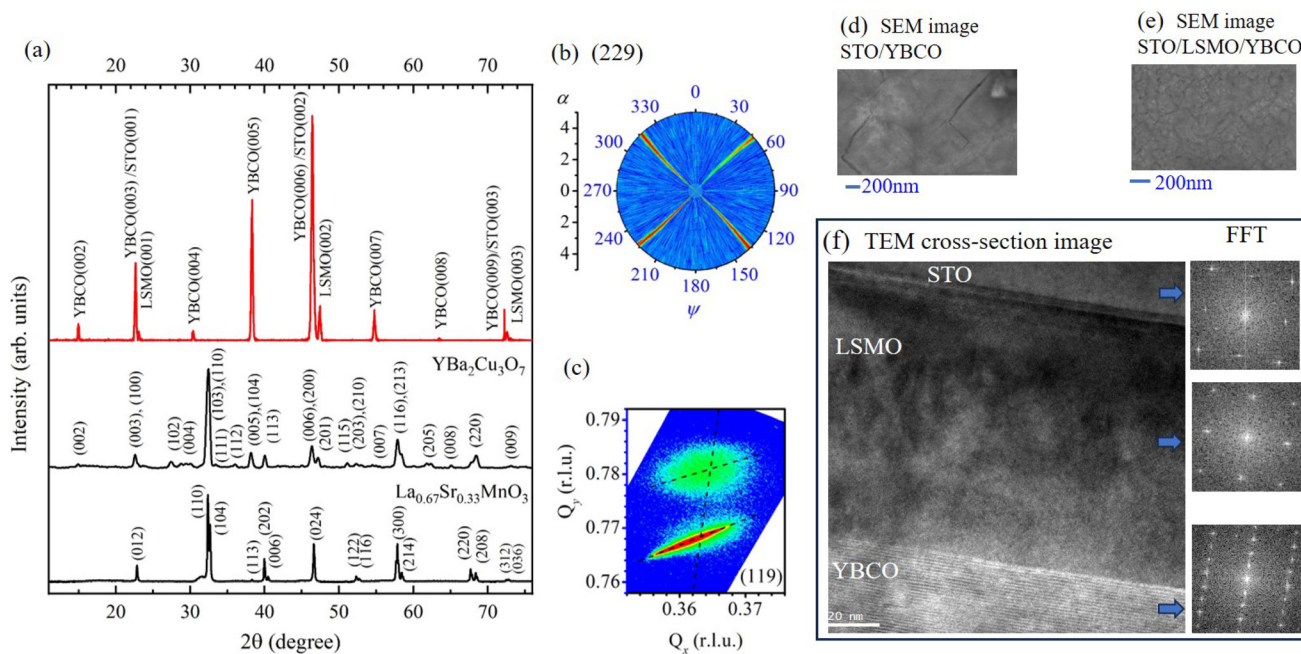 (a)
20 30 40 50 60 70
YBCO(002)
YBCO(003) /STO(001)
LSMO(001)
YBCO(004)
YBCO(005)
YBCO(006) /STO(002)
LSMO(002)
YBCO(007)
YBCO(008)
YBCO(009)/STO(003)
LSMO(003)
YBa₂Cu₃O₇
(002)
(003), (100)
(102)
(004)
(103),(110)
(111)
(112)
(005),(104)
(113)
(006),(200)
(201)
(115)
(203),(210)
(007)
(116),(213)
(205)
(008)
(220)
(009)
La₀.₆₇Sr₀.₃₃MnO₃
(012)
(110)
(104)
(113)
(202)
(006)
(024)
(122)
(116)
(300)
(214)
(220)
(208)
(312)
(036)
20 30 40 50 60 70
2θ (degree)
Intensity (arb. units)
(b) (229)
α
4
2
0
2
4
0
30
60
90
120
150
180
210
240
270
300
330
ψ
(c)
0.79
0.78
0.77
0.76
Qy (r.l.u.)
(119)
0.36 0.37
Qx (r.l.u.)
(d) SEM image
STO/YBCO
200nm
(e) SEM image
STO/LSMO/YBCO
200nm
(f) TEM cross-section image
FFT
STO
LSMO
YBCO
20 nm